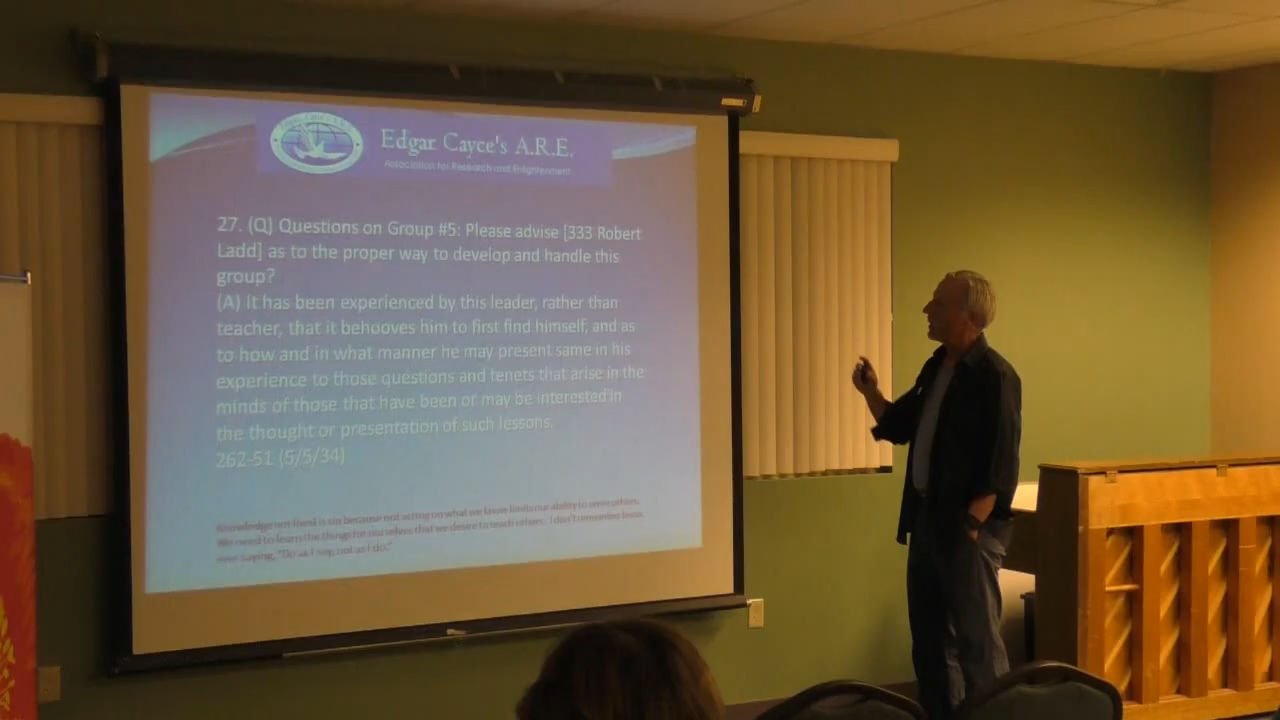 Edgar Cayce's A.R.E.
Association for Research and Enlightenment
27. (Q) Questions on Group #5: Please advise [333 Robert
Ladd] as to the proper way to develop and handle this
group?
(A) It has been experienced by this leader, rather than
teacher, that it behooves him to first find himself, and as
to how and in what manner he may present same in his
experience to those questions and tenets that arise in the
minds of those that have been or may be interested in
the thought or presentation of such lessons.
262-51 (5/5/34)
Knowledge not lived is sin because not acting on what we know limits our ability to serve others.
We need to learn the things for ourselves that we desire to teach others. I don't remember Jesus
ever saying, "Do as I say, not as I do."